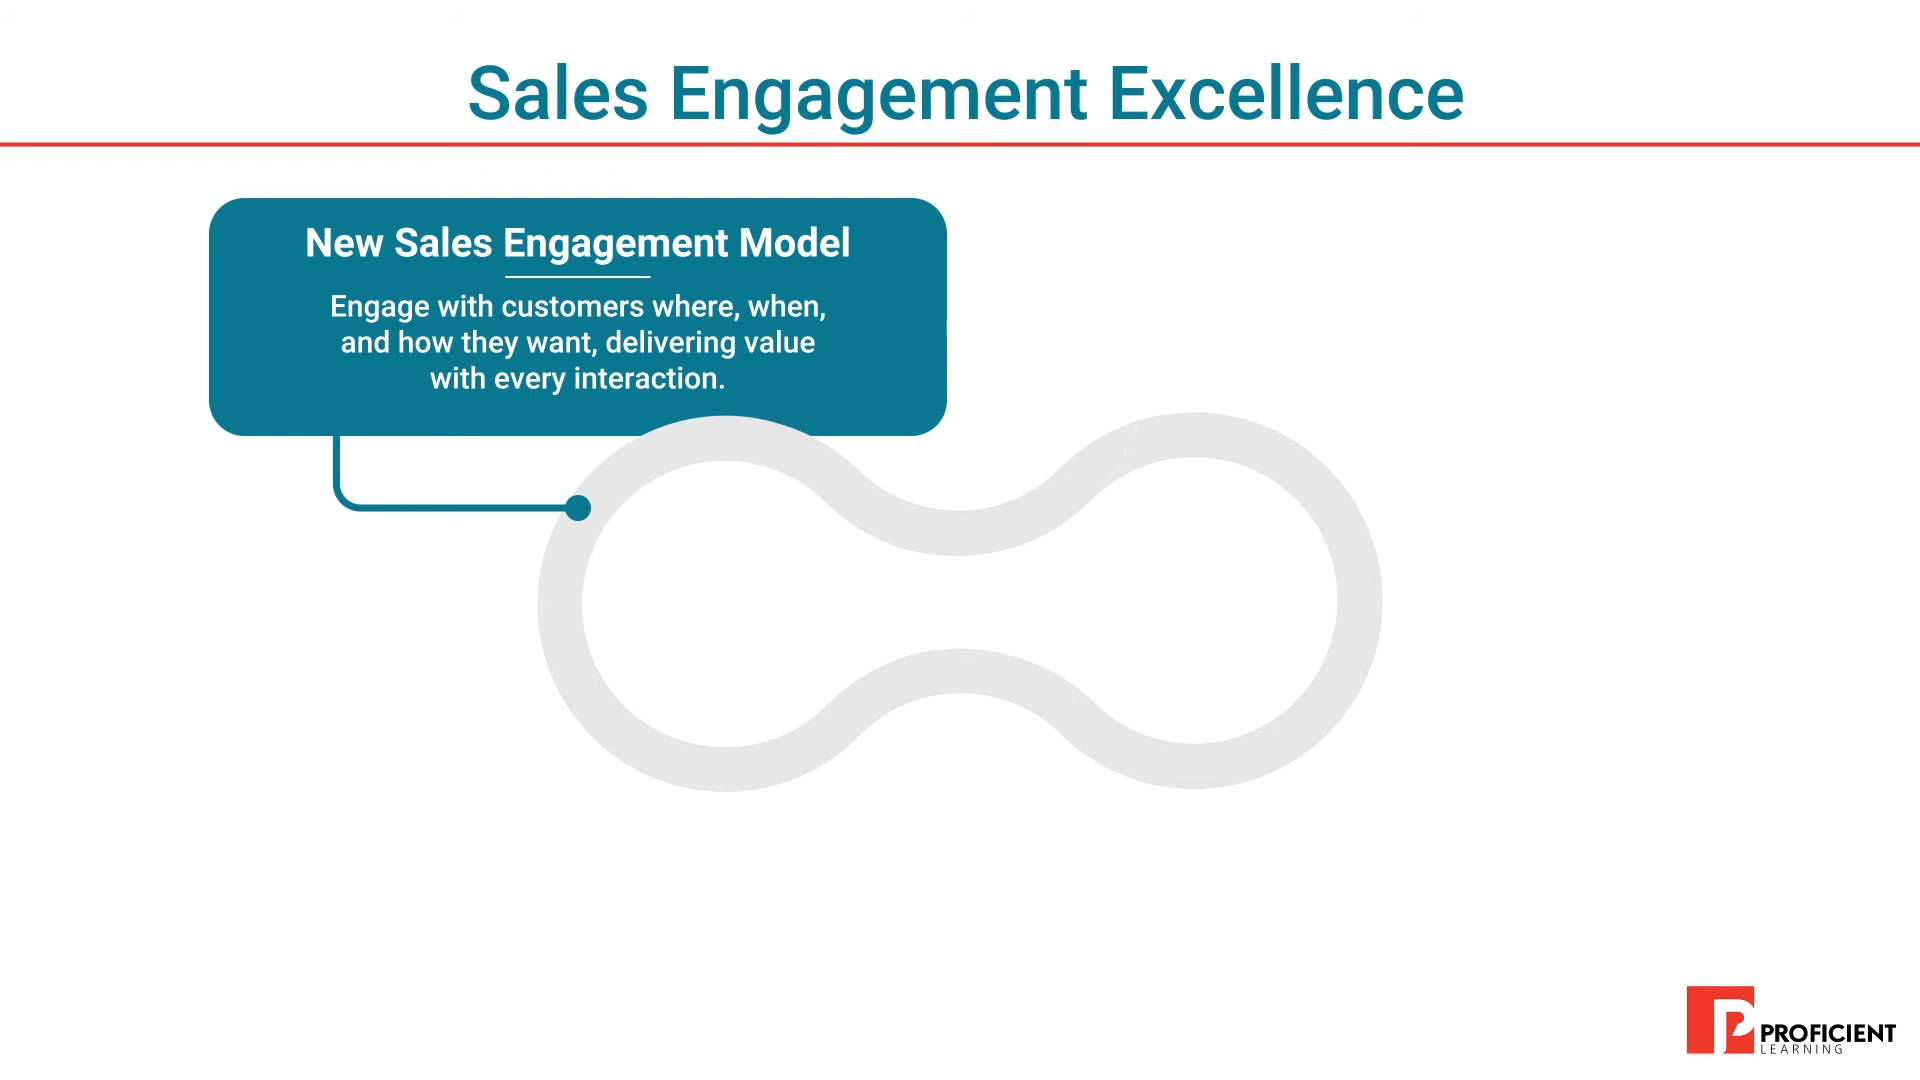 Sales Engagement Excellence
New Sales Engagement Model
Engage with customers where, when,
and how they want, delivering value
with every interaction.
PROFICIENT
LEARNING